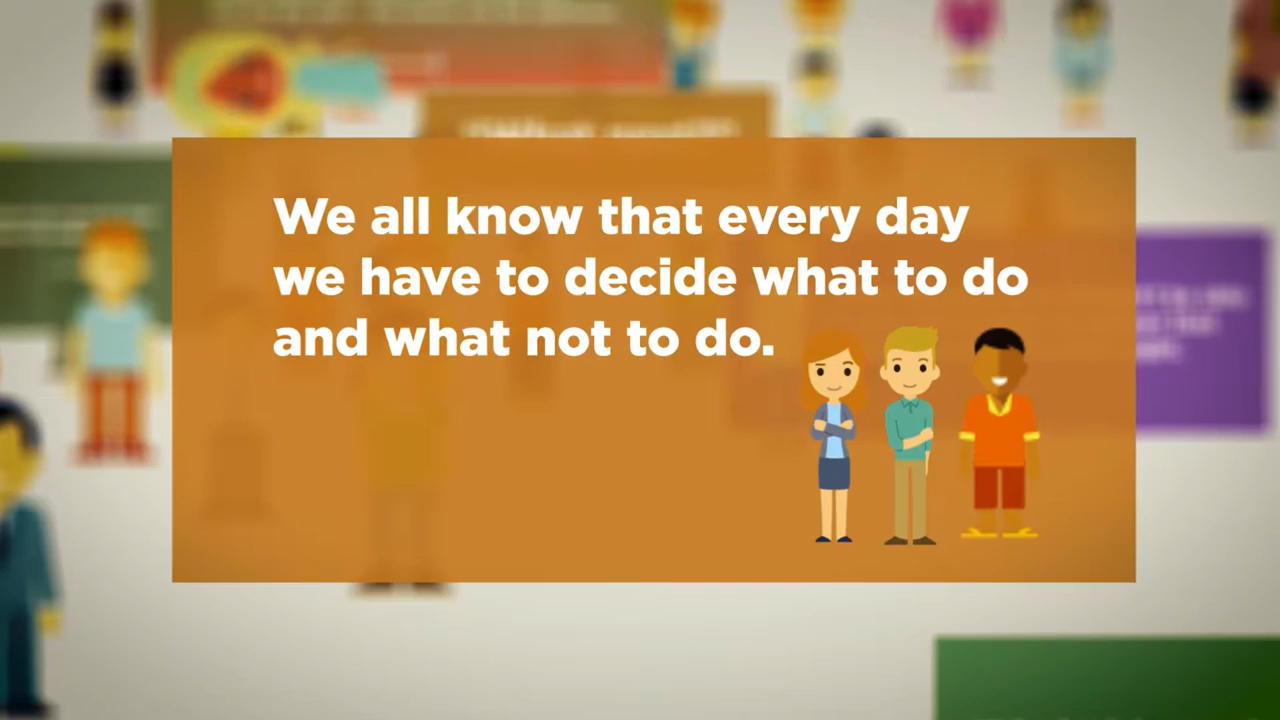 We all know that every day
we have to decide what to do
and what not to do.